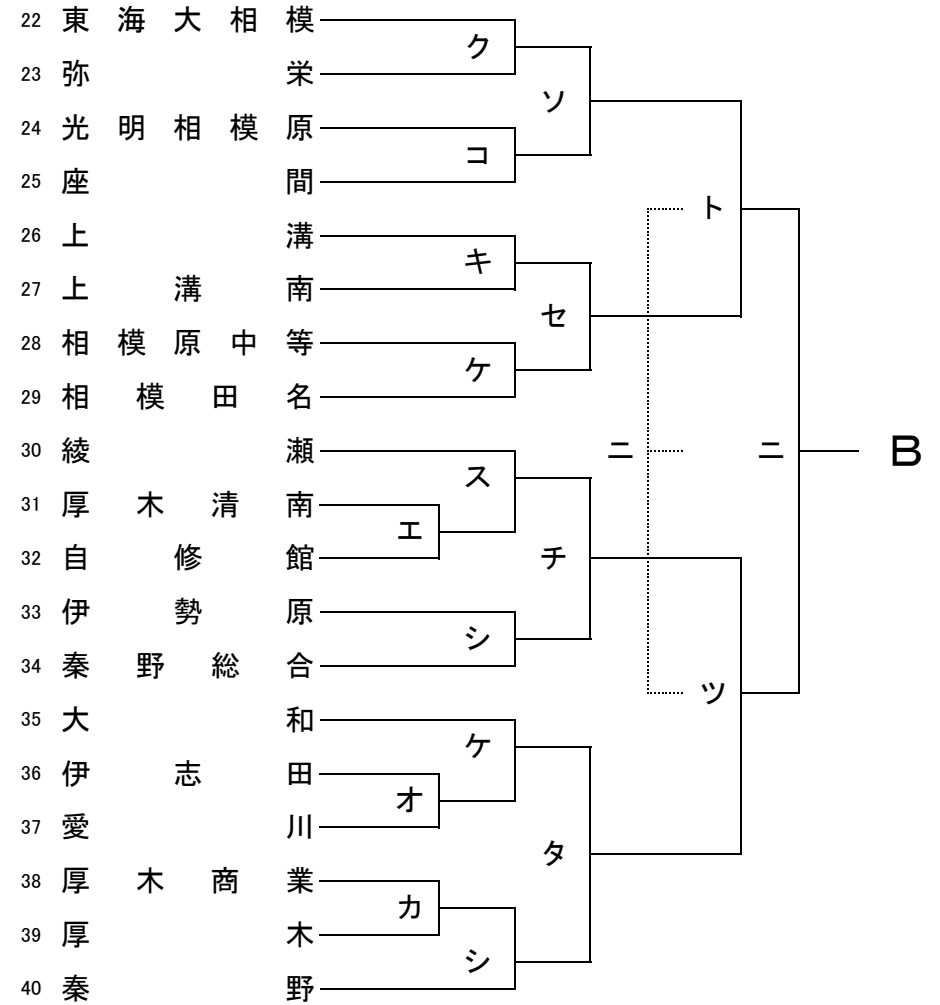 22 東海大相模
ク
23 弥栄
ソ
24 光明相模原
コ
25 座間
ト
26 上溝
キ
27 上溝南
セ
28 相模原中等
ケ
29 相模田名
30 綾瀬
ニ ニ B
ス
31 厚木清南
エ
32 自修館
チ
33 伊勢原
シ
34 秦野総合
ツ
35 大和
ケ
36 伊志田
オ
37 愛川
タ
38 厚木商業
カ
39 厚木
シ
40 秦野